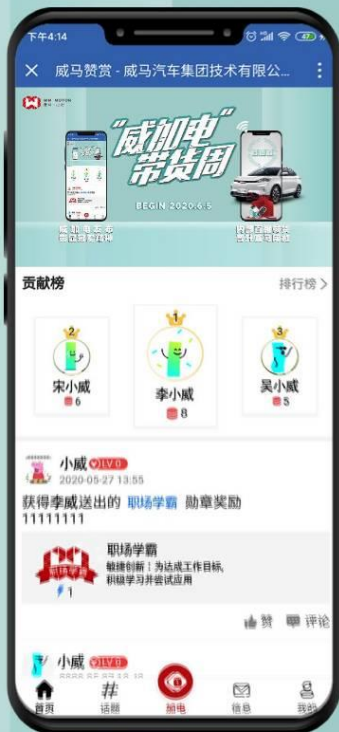 下午4:14
威马赞赏 - 威马汽车集团技术有限公...
“威加电”
带货周
BEGIN 2020.6.5
贡献榜
排行榜
2
宋小威
6
1
李小威
8
3
吴小威
5
小威 LV 0
2020-05-27 13:55
获得李威送出的 职场学霸 勋章奖励
11111111
职场学霸
职场学霸
敏捷创新！为达成工作目标,
积极学习并尝试应用
1
赞 评论
小威 LV 0
首页
话题
加电
信息
我的